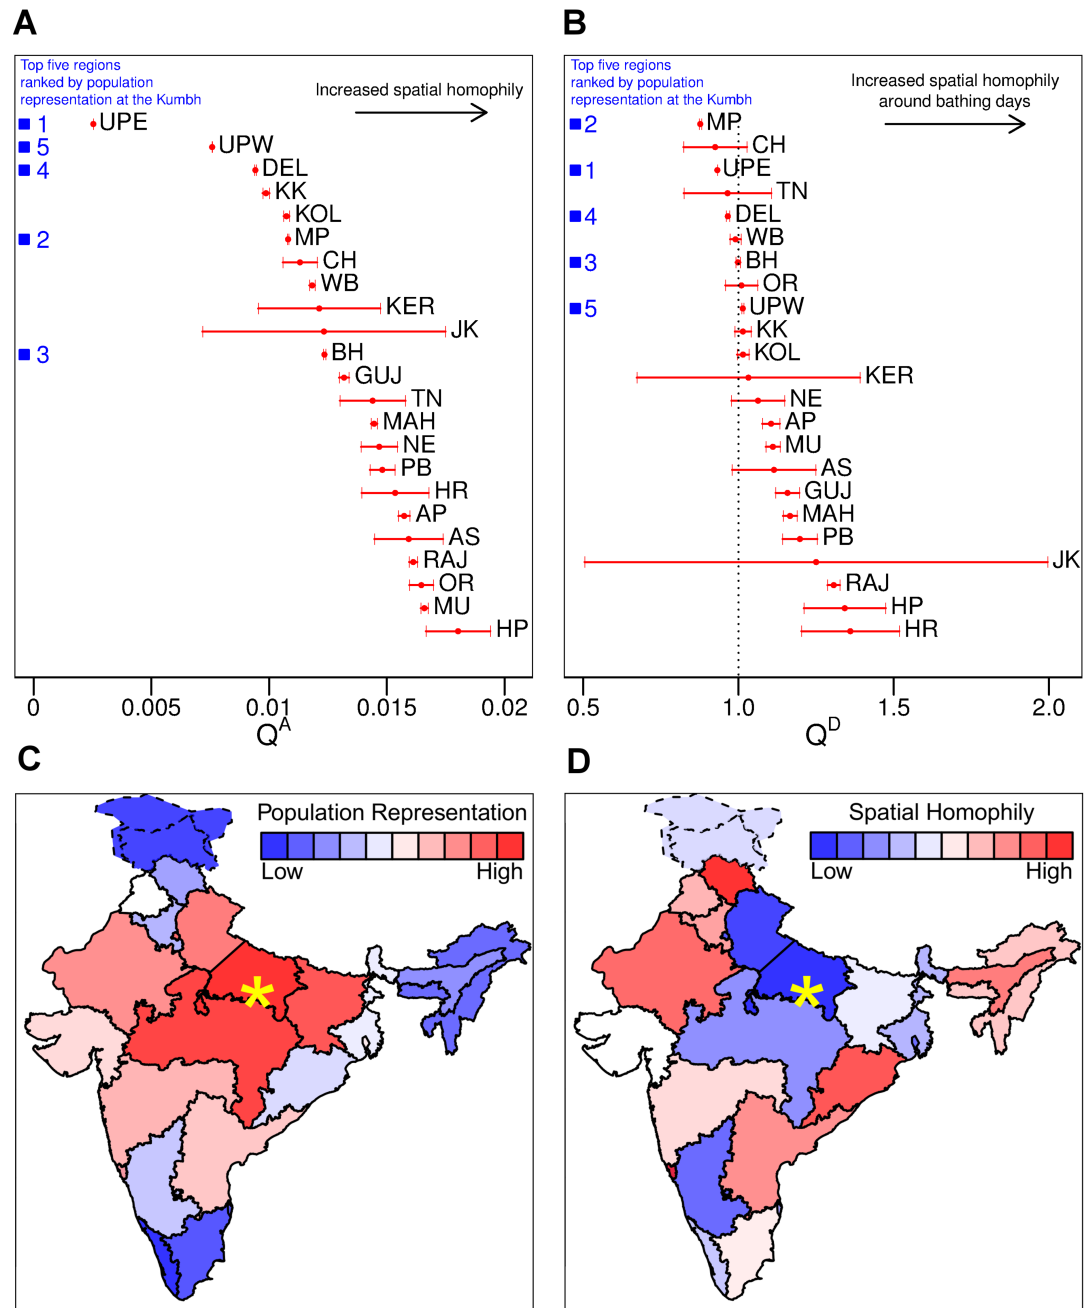 A
Top five regions
ranked by population
representation at the Kumbh
Increased spatial homophily
1 UPE
5 UPW
4 DEL
KK
KOL
2 MP
CH
WB
KER
JK
3 BH
GUJ
TN
MAH
NE
PB
HR
AP
AS
RAJ
OR
MU
HP
0 0.005 0.01 0.015 0.02
Q^A
B
Top five regions
ranked by population
representation at the Kumbh
Increased spatial homophily
around bathing days
2 MP
CH
1 UPE
TN
4 DEL
WB
3 BH
OR
5 UPW
KK
KOL
KER
NE
AP
MU
AS
GUJ
MAH
PB
JK
RAJ
HP
HR
0.5 1.0 1.5 2.0
Q^D
C
Population Representation
Low High
D
Spatial Homophily
Low High